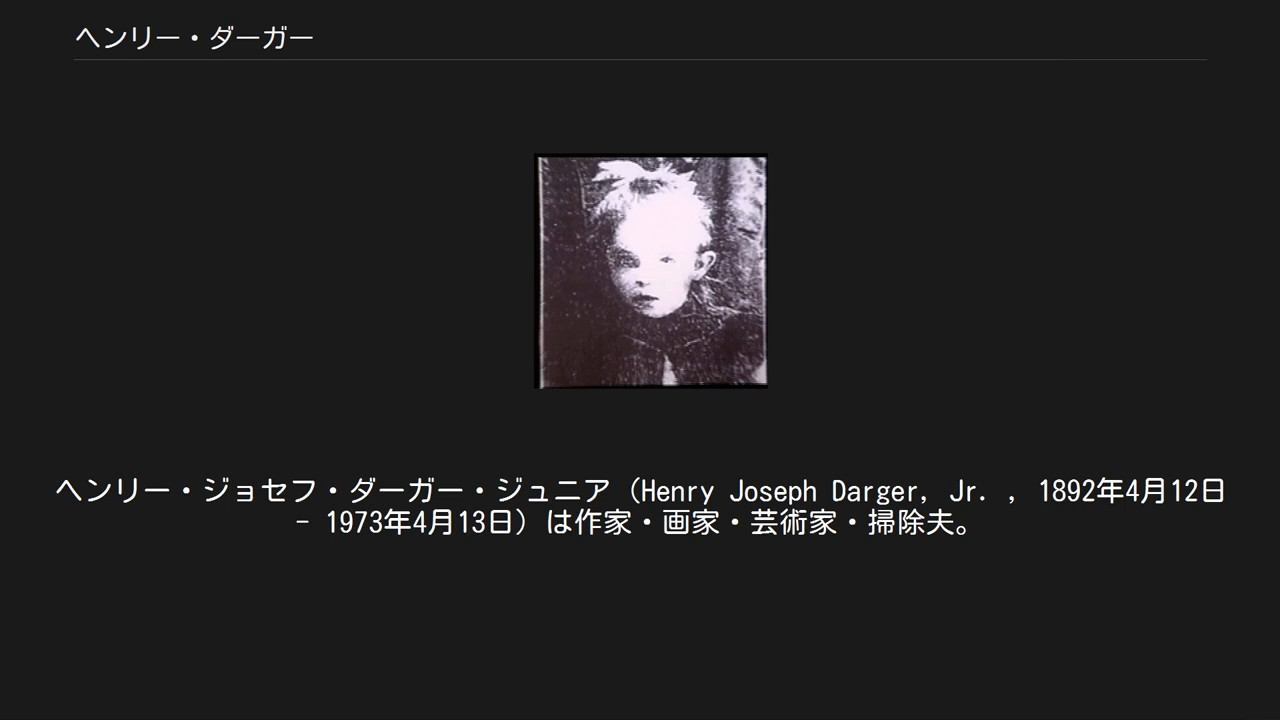 ヘンリー・ダーガー
ヘンリー・ジョセフ・ダーガー・ジュニア（Henry Joseph Darger, Jr. , 1892年4月12日
- 1973年4月13日）は作家・画家・芸術家・掃除夫。